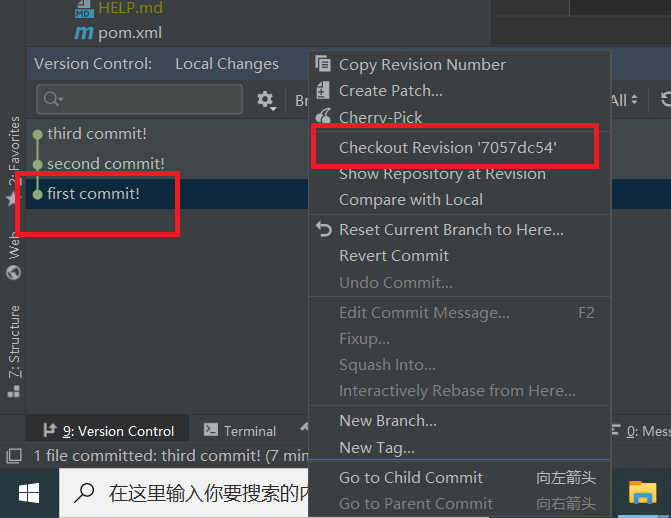 HELP.md
pom.xml
Version Control: Local Changes
Copy Revision Number
Create Patch...
Cherry-Pick
Checkout Revision '7057dc54'
Show Repository at Revision
Compare with Local
Reset Current Branch to Here...
Revert Commit
Undo Commit...
Edit Commit Message... F2
Fixup...
Squash Into...
Interactively Rebase from Here...
New Branch...
New Tag...
Go to Child Commit 向左箭头
Go to Parent Commit 向右箭头
All
third commit!
second commit!
first commit!
2: Favorites
Web
7: Structure
9: Version Control Terminal
0: Mess
1 file committed: third commit! (7 min
在这里输入你要搜索的内